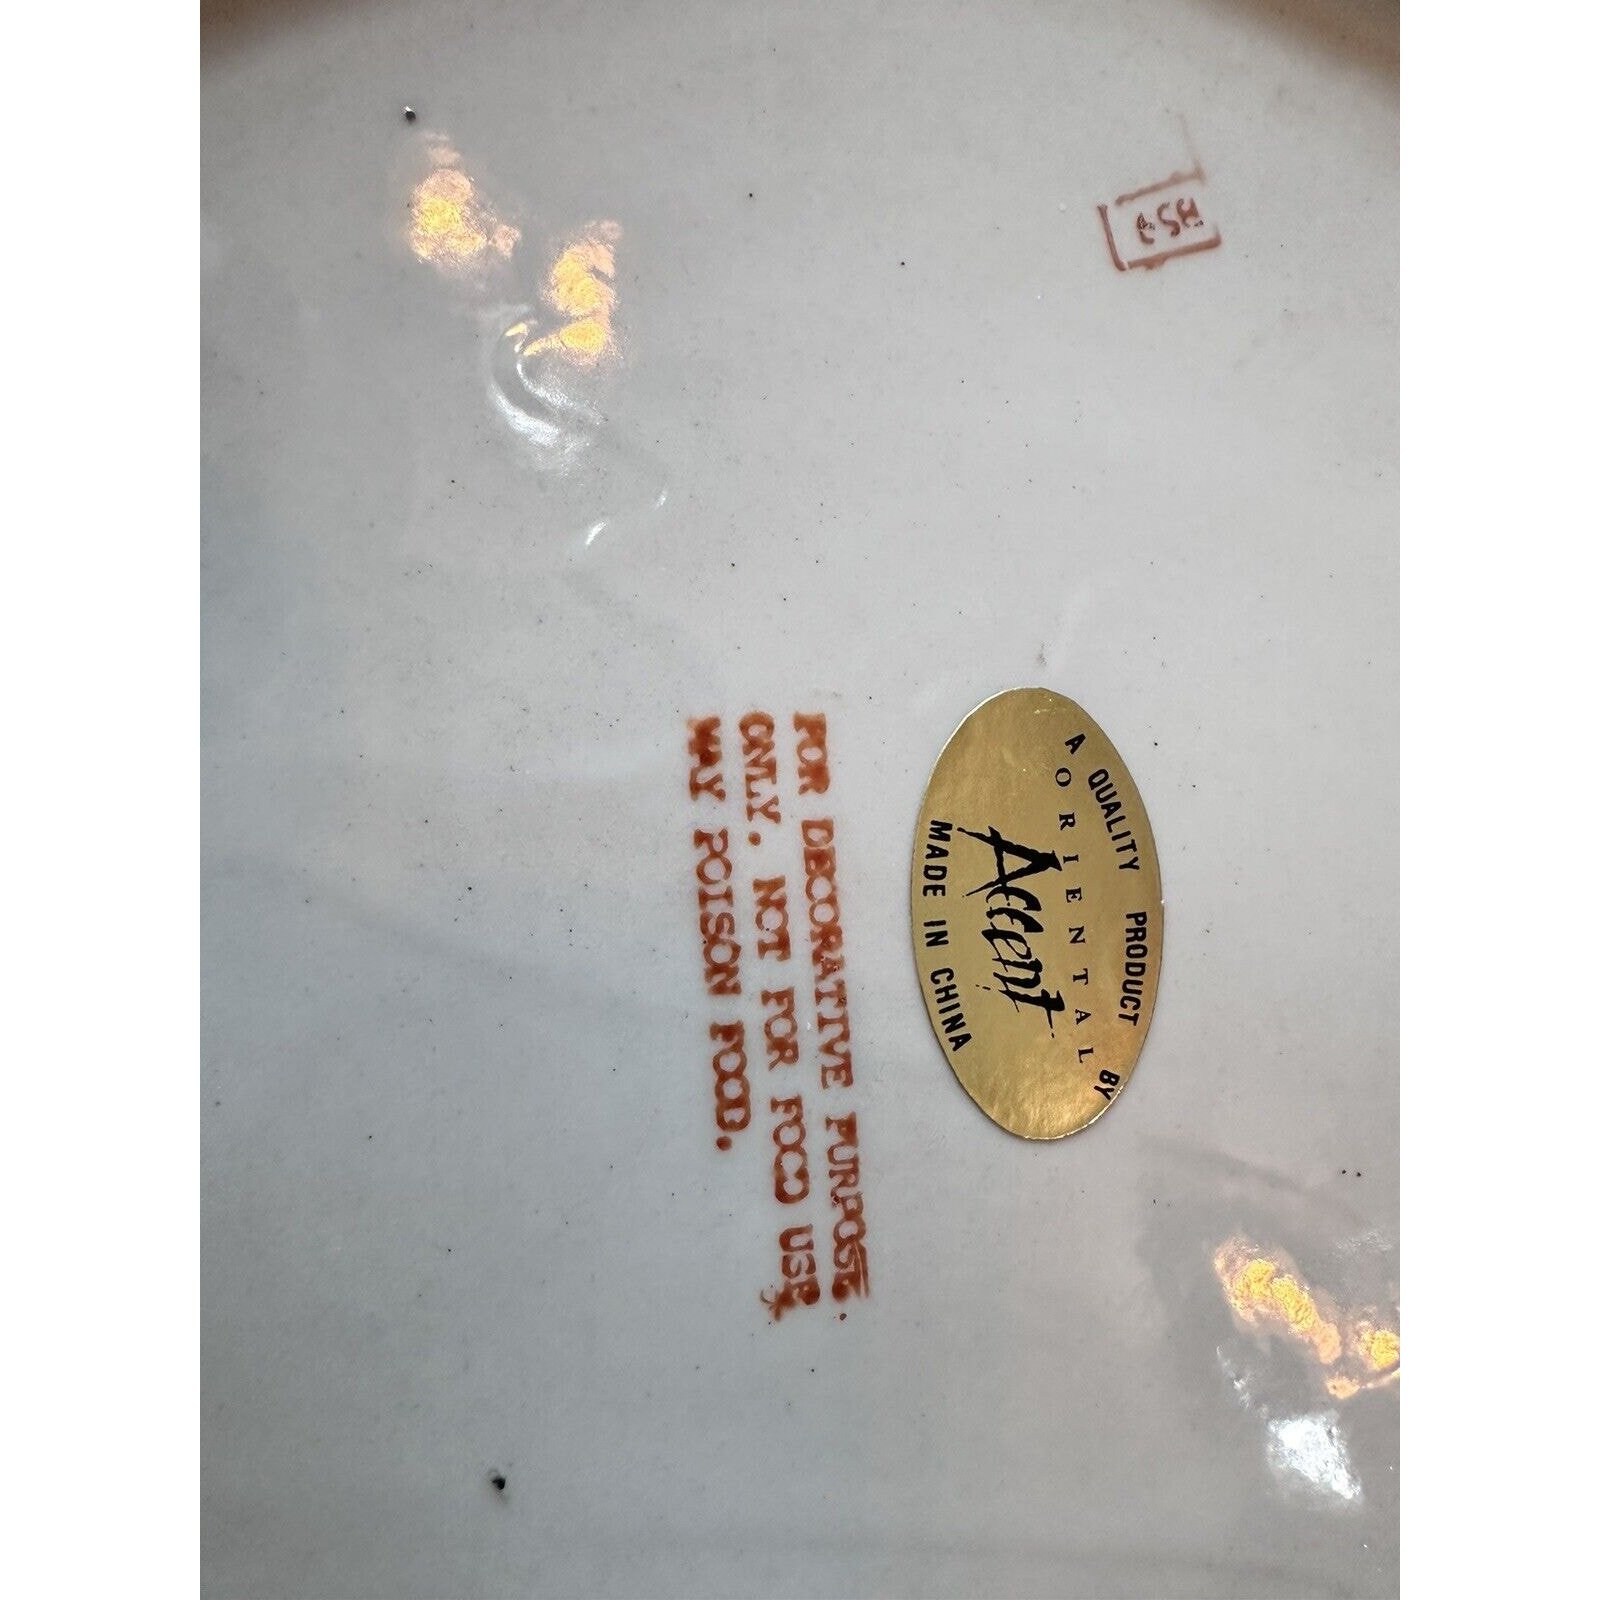 A QUALITY PRODUCT BY
A ORIENTAL
Accent
MADE IN CHINA
FOR DECORATIVE PURPOSE.
ONLY. NOT FOR FOOD USE
MAY POISON FOOD.